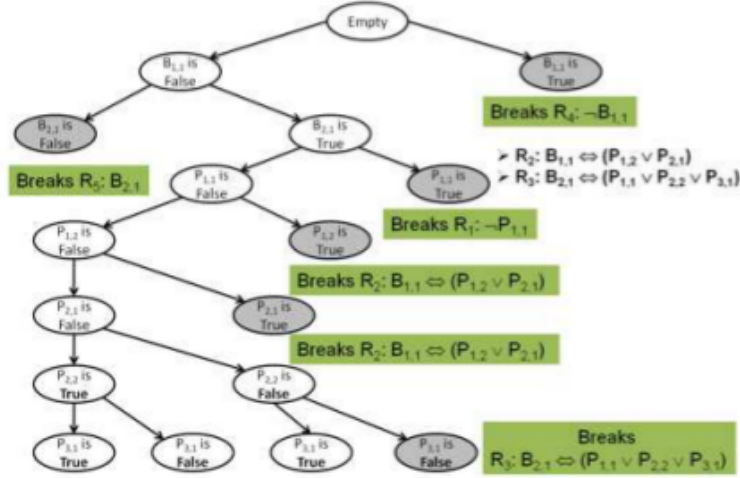 Empty
B₁,₁ is
False
B₁,₁ is
True
Breaks R₄: ¬B₁,₁
B₂,₁ is
False
B₂,₁ is
True
➢ R₂: B₁,₁ ⇔ (P₁,₂ ∨ P₂,₁)
➢ R₃: B₂,₁ ⇔ (P₁,₁ ∨ P₂,₂ ∨ P₃,₁)
Breaks R₅: B₂,₁
P₁,₁ is
False
P₁,₁ is
True
Breaks R₁: ¬P₁,₁
P₁,₂ is
False
P₁,₂ is
True
Breaks R₂: B₁,₁ ⇔ (P₁,₂ ∨ P₂,₁)
P₂,₁ is
False
P₂,₁ is
True
Breaks R₂: B₁,₁ ⇔ (P₁,₂ ∨ P₂,₁)
P₂,₂ is
True
P₂,₂ is
False
P₃,₁ is
True
P₃,₁ is
False
P₃,₁ is
True
P₃,₁ is
False
Breaks
R₃: B₂,₁ ⇔ (P₁,₁ ∨ P₂,₂ ∨ P₃,₁)